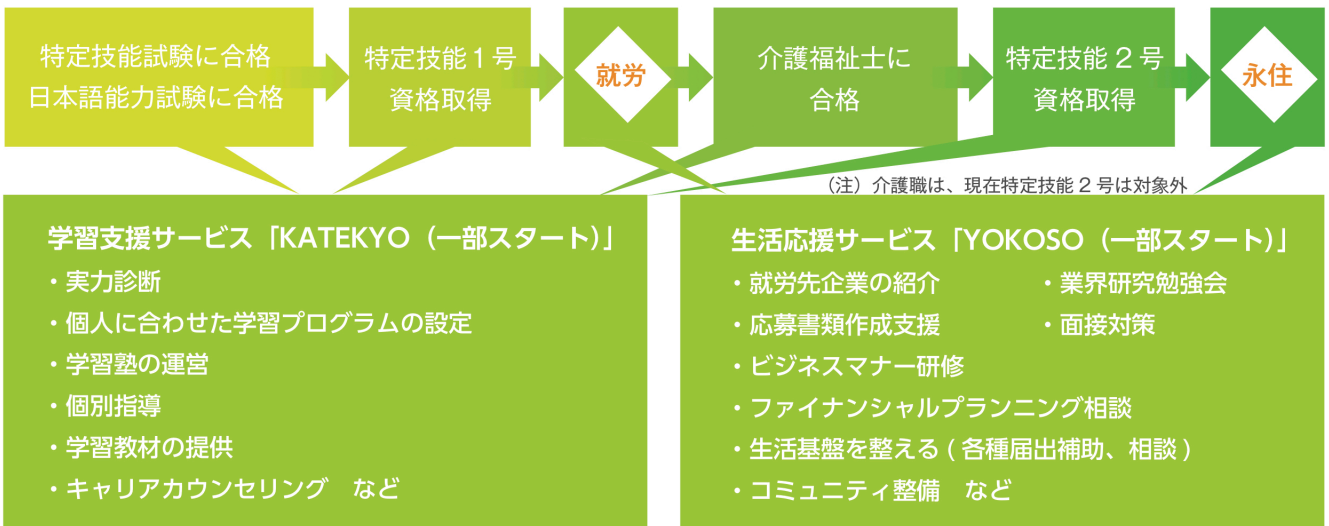 特定技能試験に合格
日本語能力試験に合格
特定技能1号
資格取得
就労
介護福祉士に
合格
特定技能2号
資格取得
永住
（注）介護職は、現在特定技能2号は対象外
学習支援サービス「KATEKYO（一部スタート）」
・実力診断
・個人に合わせた学習プログラムの設定
・学習塾の運営
・個別指導
・学習教材の提供
・キャリアカウンセリング　など
生活応援サービス「YOKOSO（一部スタート）」
・就労先企業の紹介　・業界研究勉強会
・応募書類作成支援　・面接対策
・ビジネスマナー研修
・ファイナンシャルプランニング相談
・生活基盤を整える ( 各種届出補助、相談 )
・コミュニティ整備　など